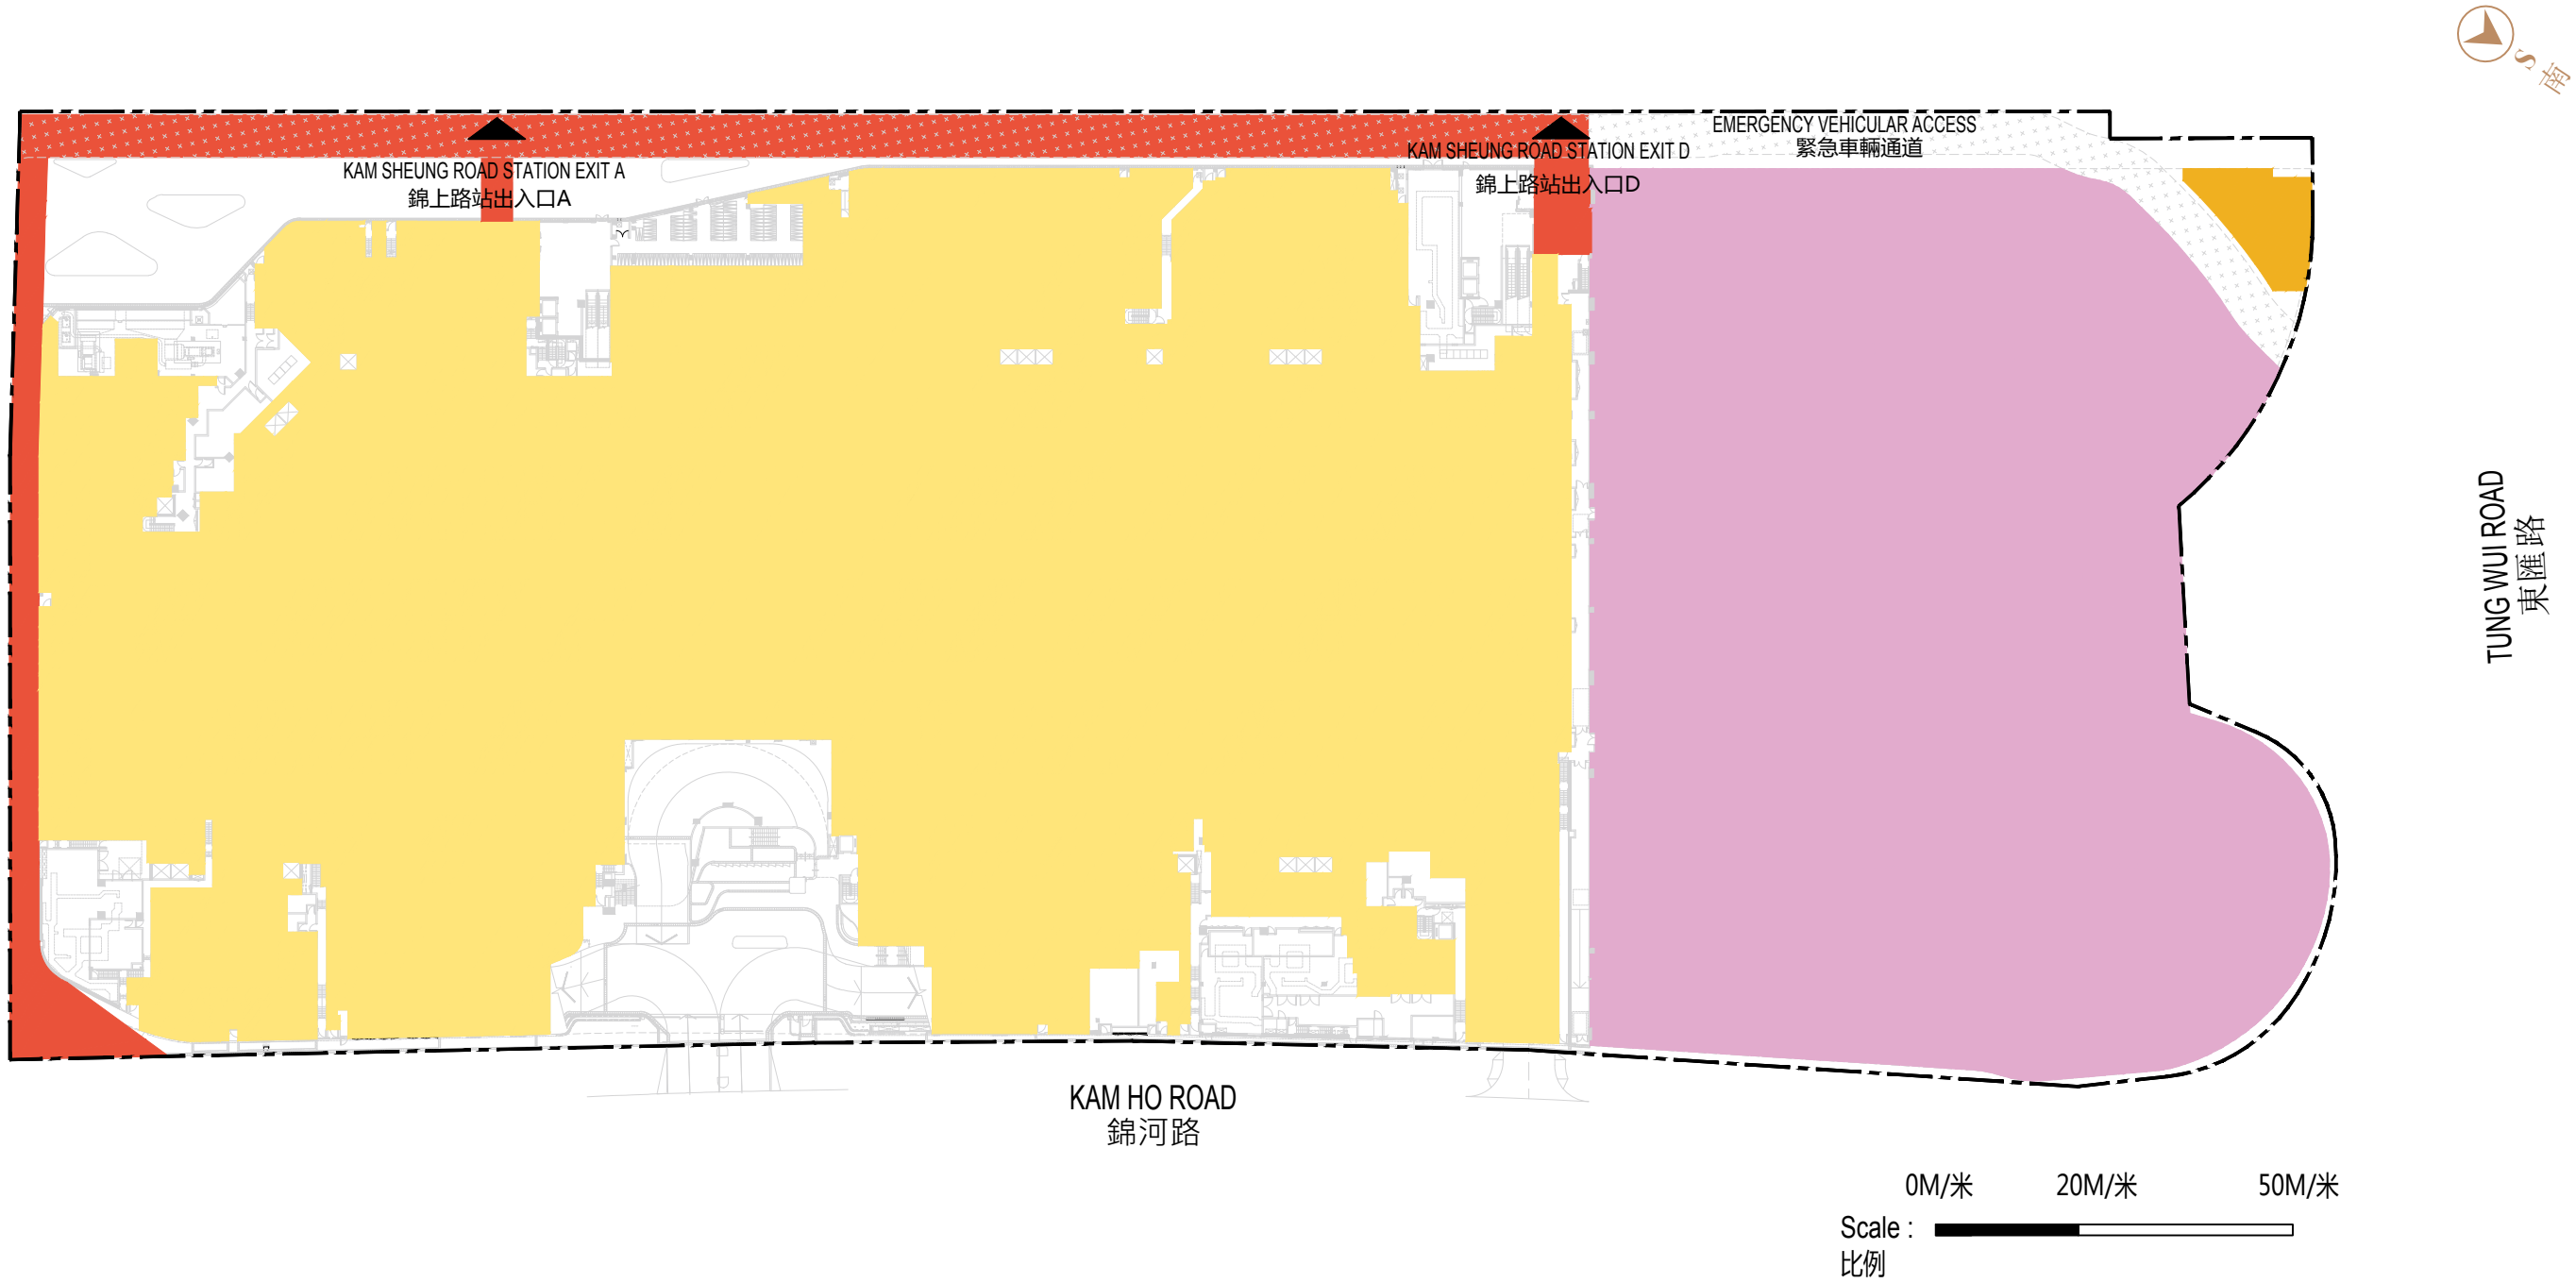 S 南
EMERGENCY VEHICULAR ACCESS
緊急車輛通道
KAM SHEUNG ROAD STATION EXIT A
錦上路站出入口A
KAM SHEUNG ROAD STATION EXIT D
錦上路站出入口D
TUNG WUI ROAD
東匯路
KAM HO ROAD
錦河路
0M/米 20M/米 50M/米
Scale :
比例